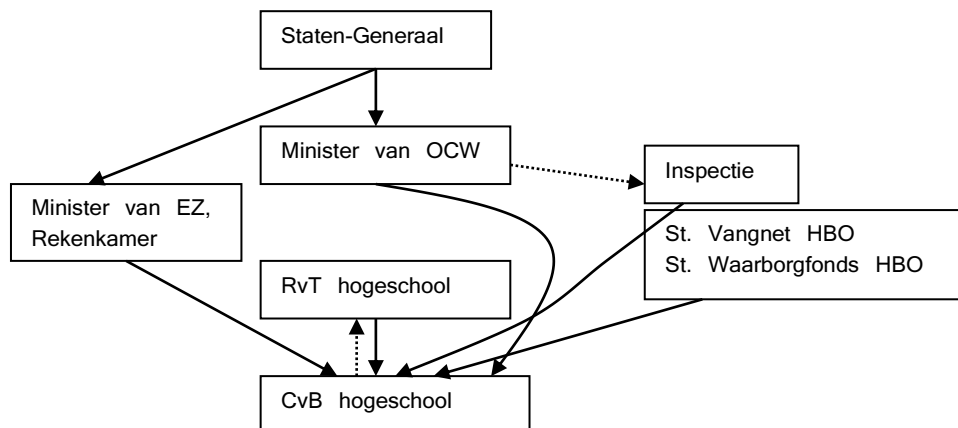 Staten-Generaal
Minister van OCW
Inspectie
Minister van EZ,
Rekenkamer
St. Vangnet HBO
St. Waarborgfonds HBO
RvT hogeschool
CvB hogeschool